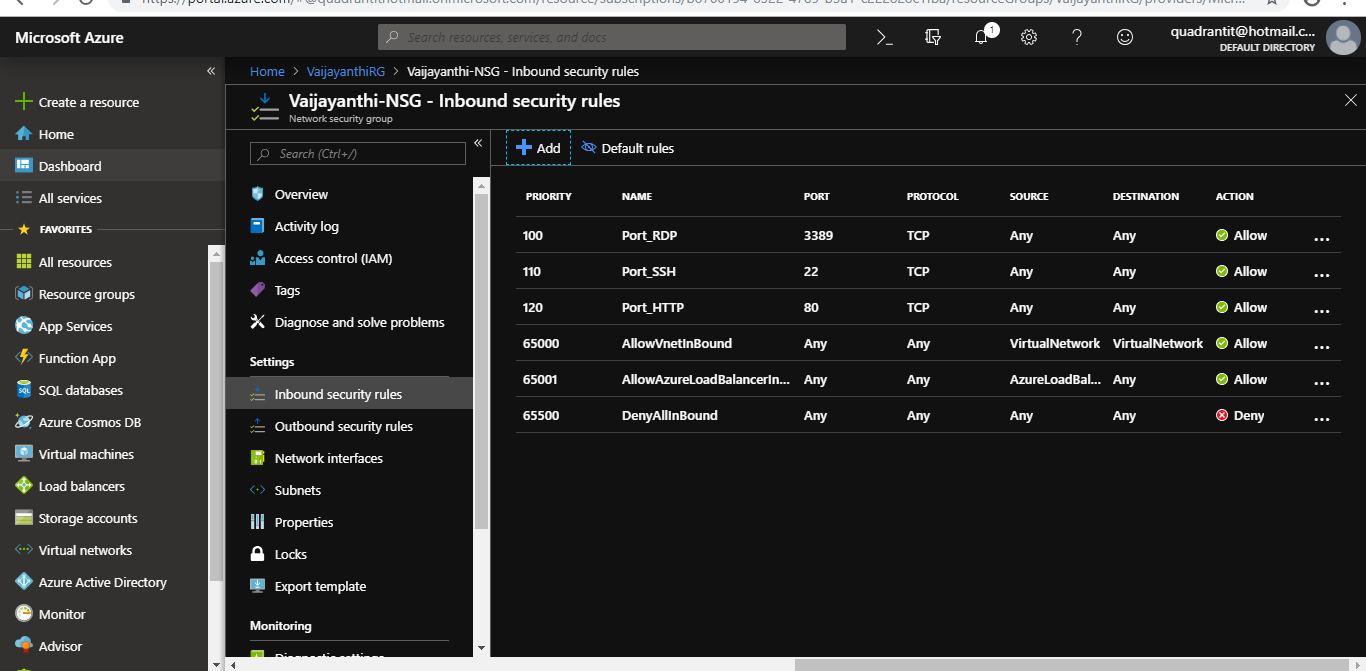 Microsoft Azure
Search resources, services, and docs
1
quadrantit@hotmail.c...
DEFAULT DIRECTORY
Home > VaijayanthiRG > Vaijayanthi-NSG - Inbound security rules
Vaijayanthi-NSG - Inbound security rules
Network security group
Create a resource
Home
Dashboard
All services
FAVORITES
All resources
Resource groups
App Services
Function App
SQL databases
Azure Cosmos DB
Virtual machines
Load balancers
Storage accounts
Virtual networks
Azure Active Directory
Monitor
Advisor
Search (Ctrl+/)
Overview
Activity log
Access control (IAM)
Tags
Diagnose and solve problems
Settings
Inbound security rules
Outbound security rules
Network interfaces
Subnets
Properties
Locks
Export template
Monitoring
Diagnostic settings
Add Default rules
PRIORITY NAME PORT PROTOCOL SOURCE DESTINATION ACTION
100 Port_RDP 3389 TCP Any Any Allow ...
110 Port_SSH 22 TCP Any Any Allow ...
120 Port_HTTP 80 TCP Any Any Allow ...
65000 AllowVnetInBound Any Any VirtualNetwork VirtualNetwork Allow ...
65001 AllowAzureLoadBalancerIn... Any Any AzureLoadBal... Any Allow ...
65500 DenyAllInBound Any Any Any Any Deny ...